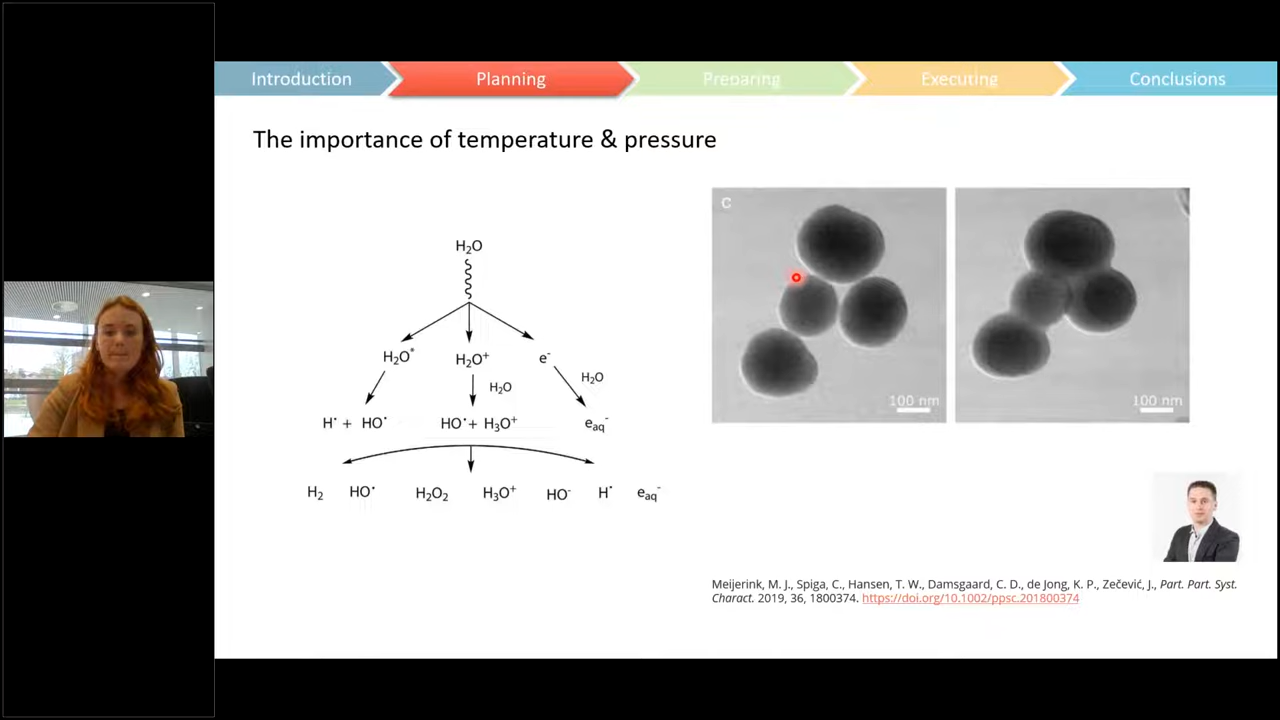 Introduction
Planning
Preparing
Executing
Conclusions
The importance of temperature & pressure
H₂O
H₂O* H₂O⁺ e⁻
H₂O H₂O
H˙ + HO˙ HO˙+ H₃O⁺ eaq⁻
H₂ HO˙ H₂O₂ H₃O⁺ HO⁻ H˙ eaq⁻
C
100 nm
100 nm
Meijerink, M. J., Spiga, C., Hansen, T. W., Damsgaard, C. D., de Jong, K. P., Zečević, J., Part. Part. Syst.
Charact. 2019, 36, 1800374. https://doi.org/10.1002/ppsc.201800374